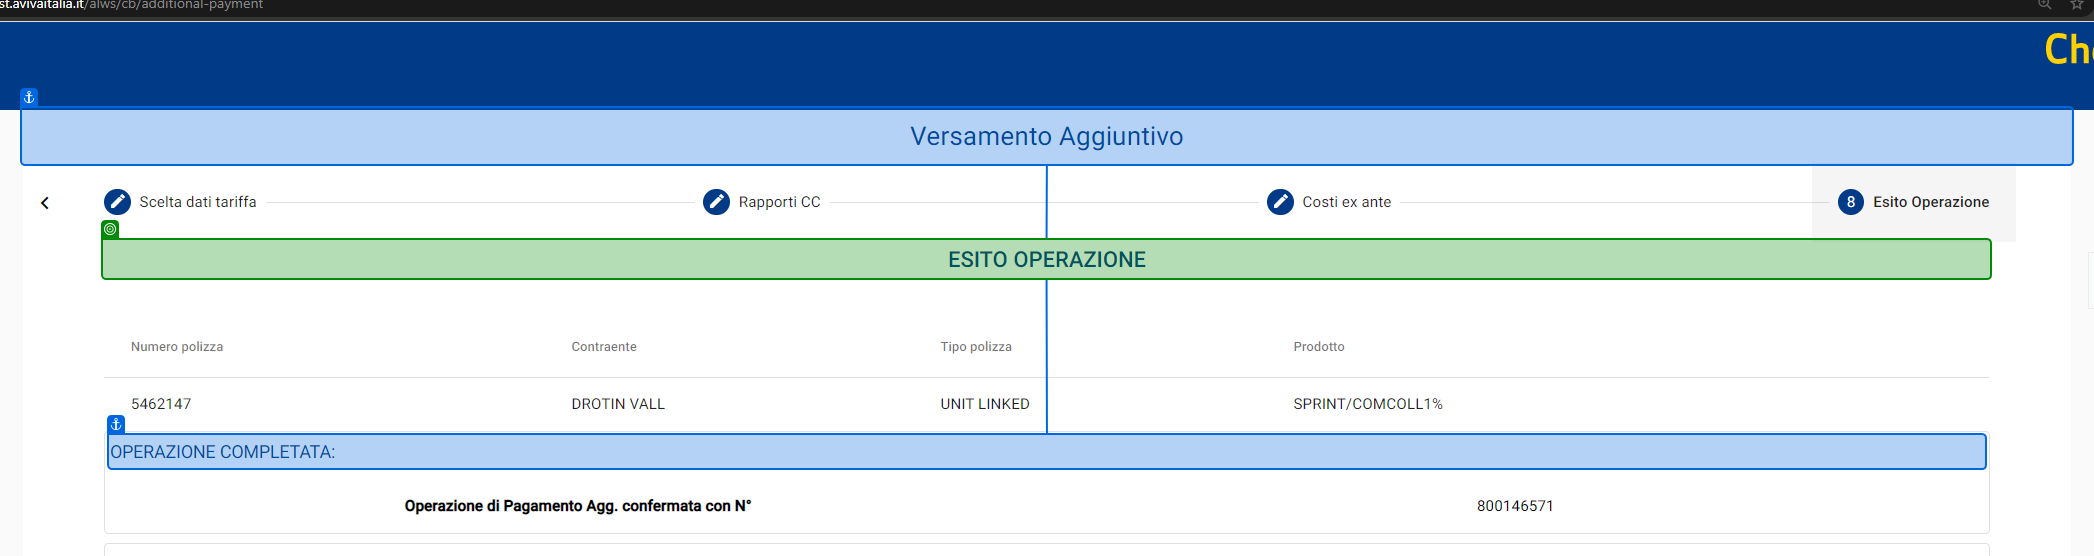 st.avivaitalia.it/alws/cb/additional-payment
Versamento Aggiuntivo
Scelta dati tariffa
Rapporti CC
Costi ex ante
8 Esito Operazione
ESITO OPERAZIONE
Numero polizza Contraente Tipo polizza Prodotto
5462147 DROTIN VALL UNIT LINKED SPRINT/COMCOLL1%
OPERAZIONE COMPLETATA:
Operazione di Pagamento Agg. confermata con N° 800146571